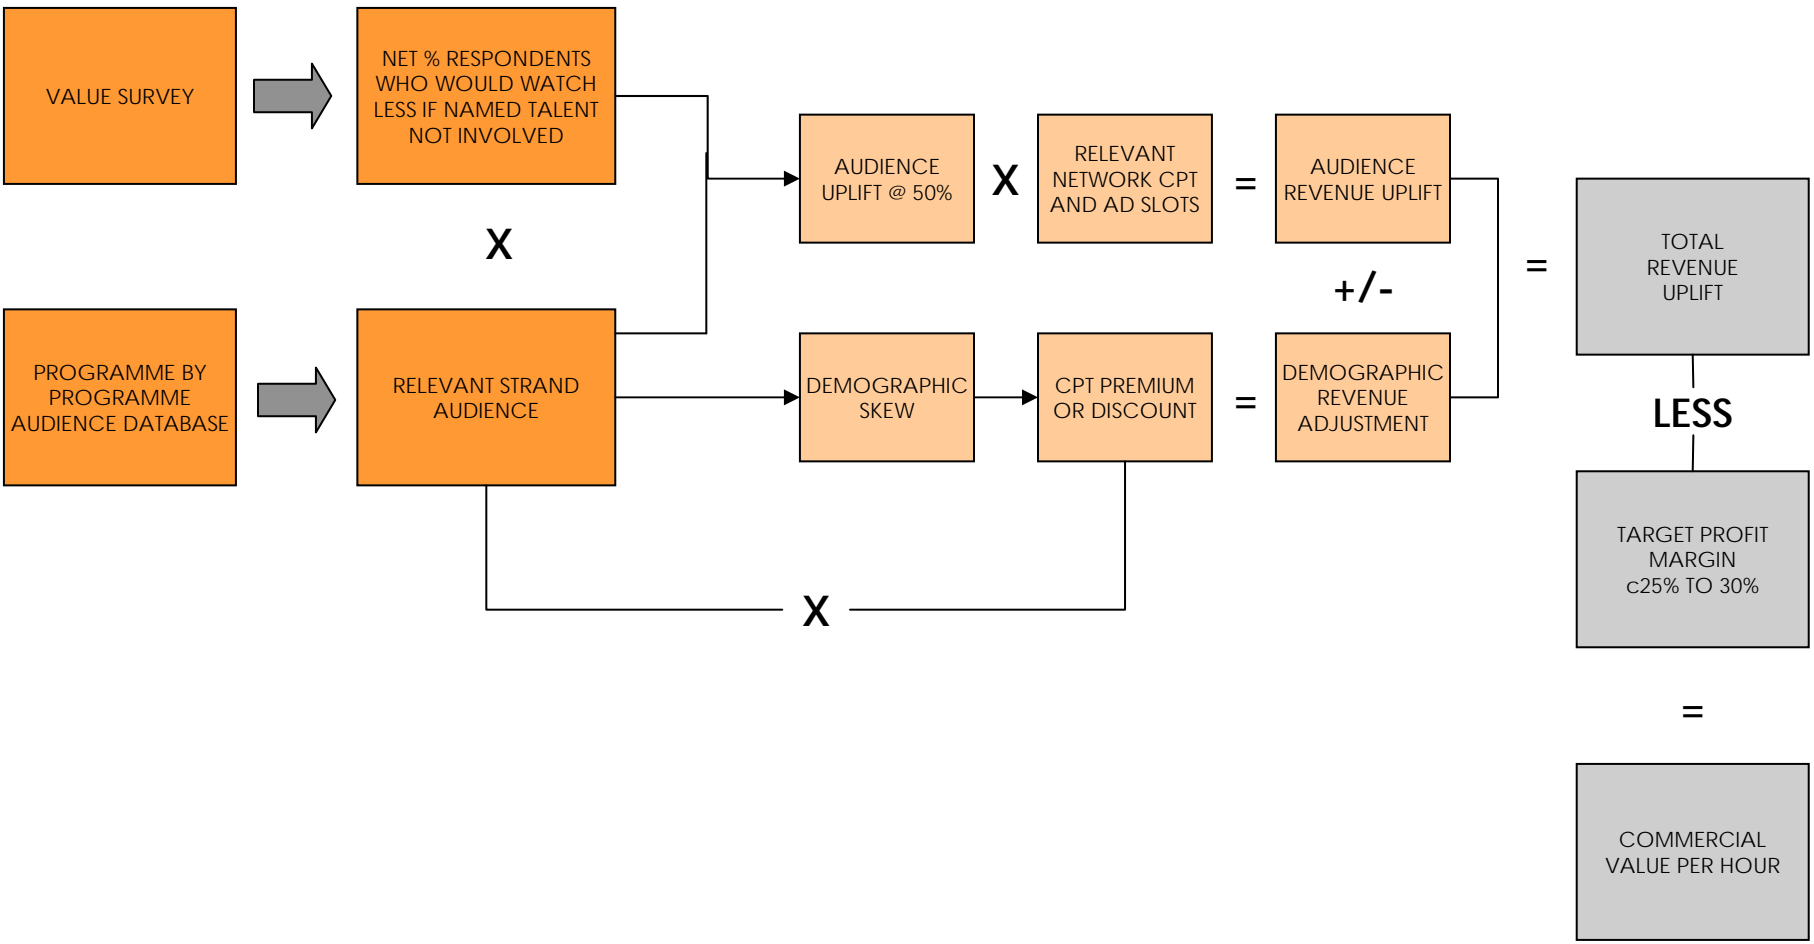 VALUE SURVEY
NET % RESPONDENTS
WHO WOULD WATCH
LESS IF NAMED TALENT
NOT INVOLVED
X
PROGRAMME BY
PROGRAMME
AUDIENCE DATABASE
RELEVANT STRAND
AUDIENCE
AUDIENCE
UPLIFT @ 50%
X
RELEVANT
NETWORK CPT
AND AD SLOTS
=
AUDIENCE
REVENUE UPLIFT
+/-
DEMOGRAPHIC
SKEW
CPT PREMIUM
OR DISCOUNT
=
DEMOGRAPHIC
REVENUE
ADJUSTMENT
X
=
TOTAL
REVENUE
UPLIFT
LESS
TARGET PROFIT
MARGIN
c25% TO 30%
=
COMMERCIAL
VALUE PER HOUR